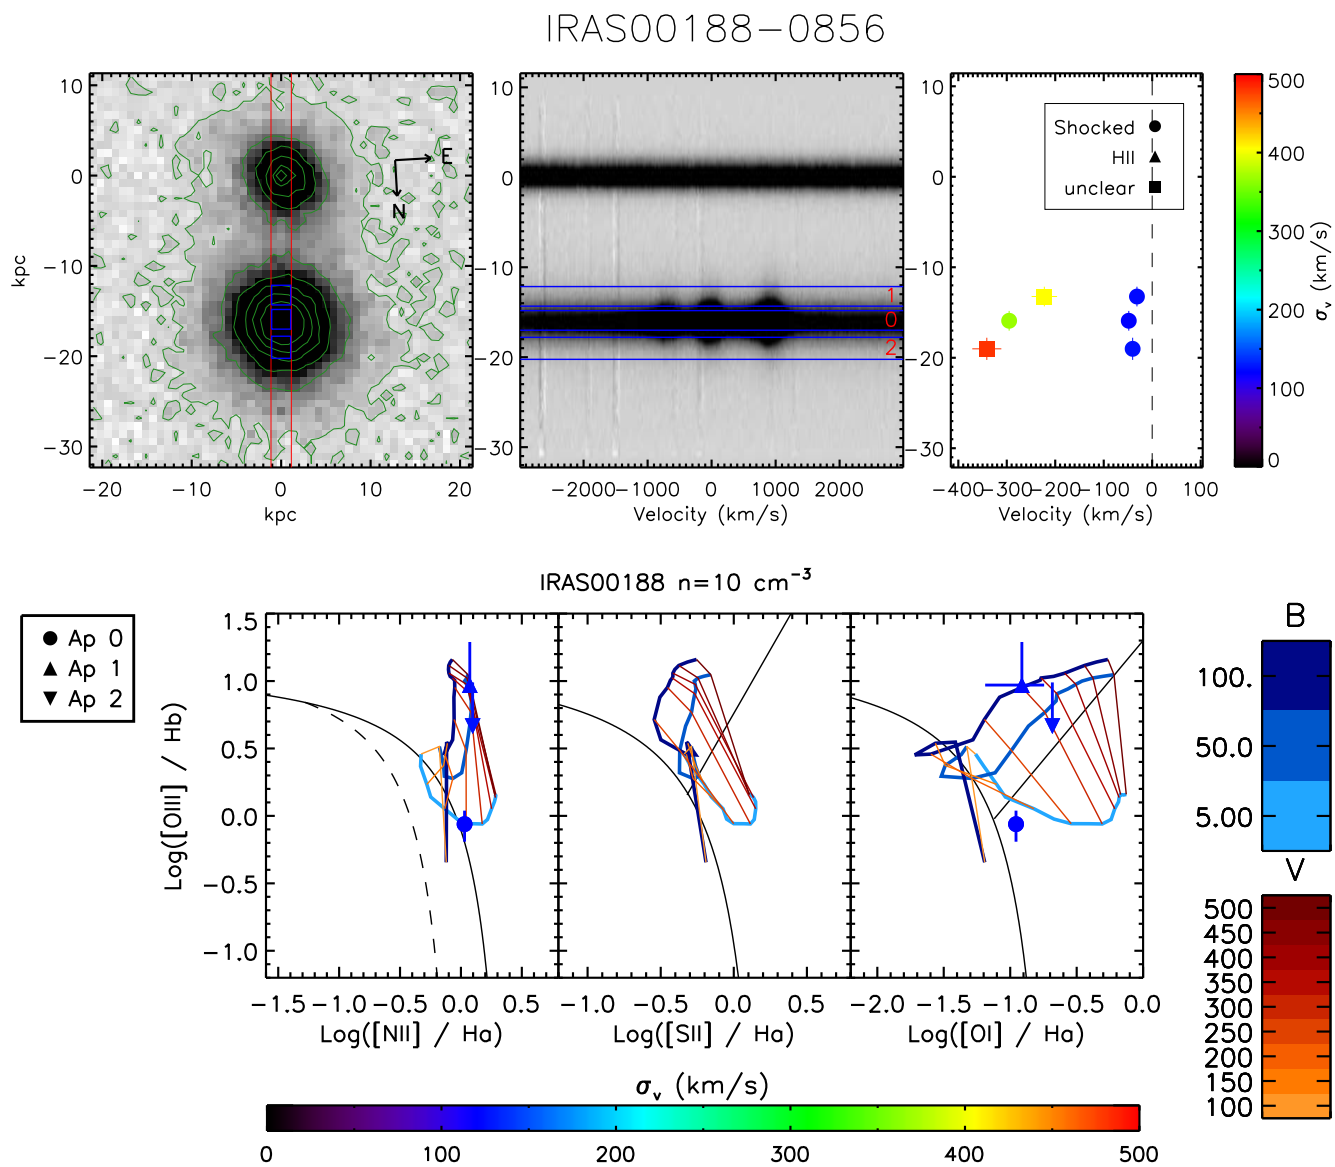 IRAS00188−0856
10
0
−10
−20
−30
kpc
E
N
−20 −10 0 10 20
kpc
10
0
−10
−20
−30
1
0
2
−2000 −1000 0 1000 2000
Velocity (km/s)
10
0
−10
−20
−30
Shocked
HII
unclear
−400 −300 −200 −100 0 100
Velocity (km/s)
500
400
300
200
100
0
σv (km/s)
IRAS00188 n=10 cm−3
Ap 0
Ap 1
Ap 2
1.5
1.0
0.5
0.0
−0.5
−1.0
Log([OIII] / Hb)
−1.5 −1.0 −0.5 0.0 0.5
Log([NII] / Ha)
−1.0 −0.5 0.0 0.5
Log([SII] / Ha)
−2.0 −1.5 −1.0 −0.5 0.0
Log([OI] / Ha)
B
100.
50.0
5.00
V
500
450
400
350
300
250
200
150
100
σv (km/s)
0 100 200 300 400 500